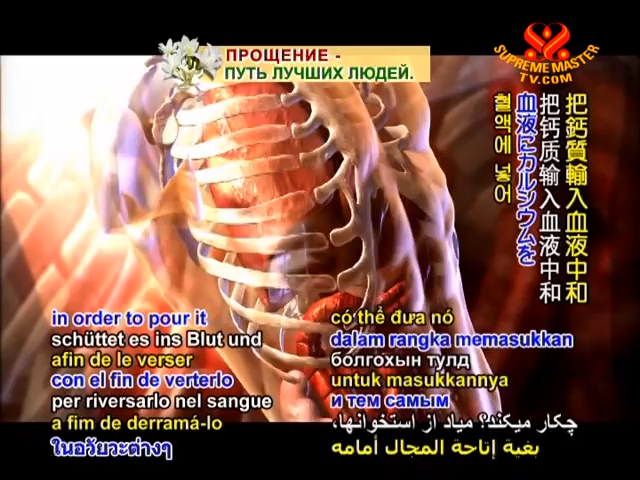 ПРОЩЕНИЕ -
ПУТЬ ЛУЧШИХ ЛЮДЕЙ.
SUPREME MASTER
TV.COM
把鈣質輸入血液中和
把钙质输入血液中和
血液にカルシウムを
혈액에 넣어
in order to pour it
schüttet es ins Blut und
afin de le verser
con el fin de verterlo
per riversarlo nel sangue
a fim de derramá-lo
ในอวัยวะต่างๆ
có thể đưa nó
dalam rangka memasukkan
болгохын тулд
untuk masukkannya
и тем самым
چکار میکند؟ میاد از استخوانها،
بغية إتاحة المجال أمامه